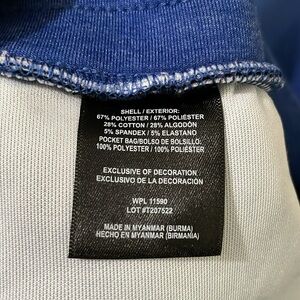 SHELL / EXTERIOR:
67% POLYESTER / 67% POLIÉSTER
28% COTTON / 28% ALGODÓN
5% SPANDEX / 5% ELASTANO
POCKET BAG/BOLSO DE BOLSILLO:
100% POLYESTER / 100% POLIÉSTER
EXCLUSIVE OF DECORATION
EXCLUSIVO DE LA DECORACIÓN
WPL 11590
LOT #T207522
MADE IN MYANMAR (BURMA)
HECHO EN MYANMAR (BIRMANIA)